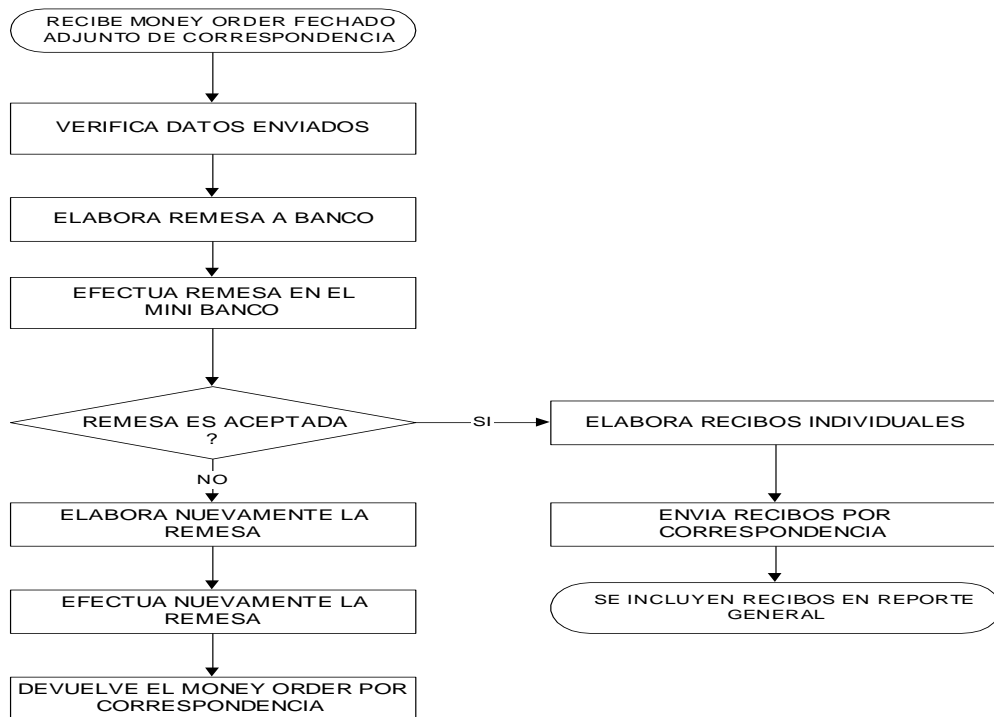 RECIBE MONEY ORDER FECHADO
ADJUNTO DE CORRESPONDENCIA
VERIFICA DATOS ENVIADOS
ELABORA REMESA A BANCO
EFECTUA REMESA EN EL
MINI BANCO
REMESA ES ACEPTADA
?
SI
NO
ELABORA NUEVAMENTE LA
REMESA
EFECTUA NUEVAMENTE LA
REMESA
DEVUELVE EL MONEY ORDER POR
CORRESPONDENCIA
ELABORA RECIBOS INDIVIDUALES
ENVIA RECIBOS POR
CORRESPONDENCIA
SE INCLUYEN RECIBOS EN REPORTE
GENERAL